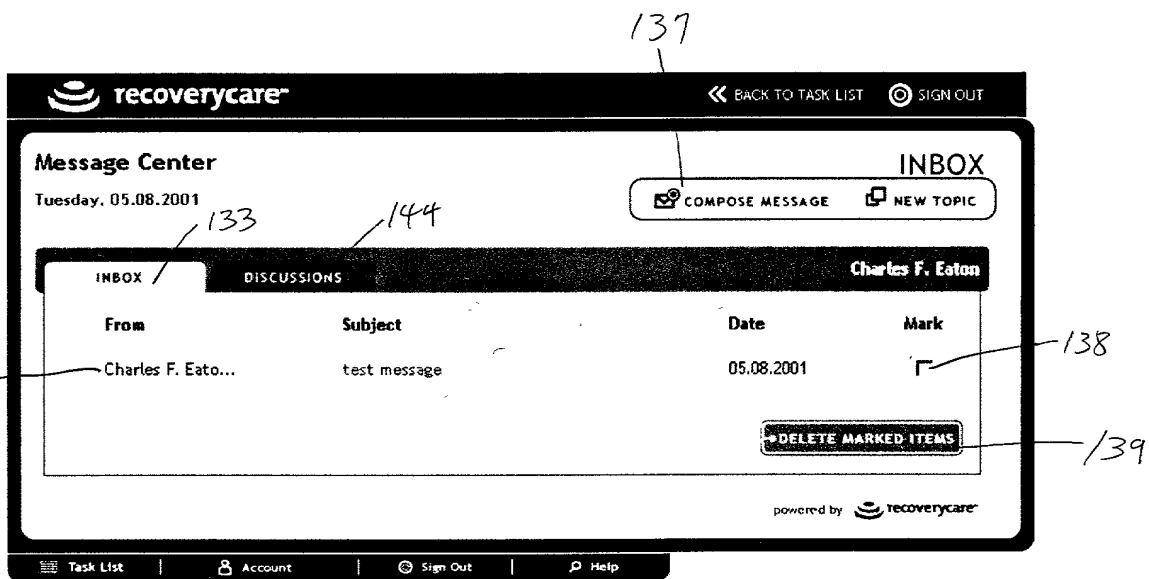 137
recoverycare
BACK TO TASK LIST SIGN OUT
Message Center INBOX
Tuesday, 05.08.2001
COMPOSE MESSAGE NEW TOPIC
133 144
INBOX DISCUSSIONS Charles F. Eaton
From Subject Date Mark
Charles F. Eato... test message 05.08.2001
138
DELETE MARKED ITEMS
139
powered by recoverycare
Task List | Account | Sign Out | Help